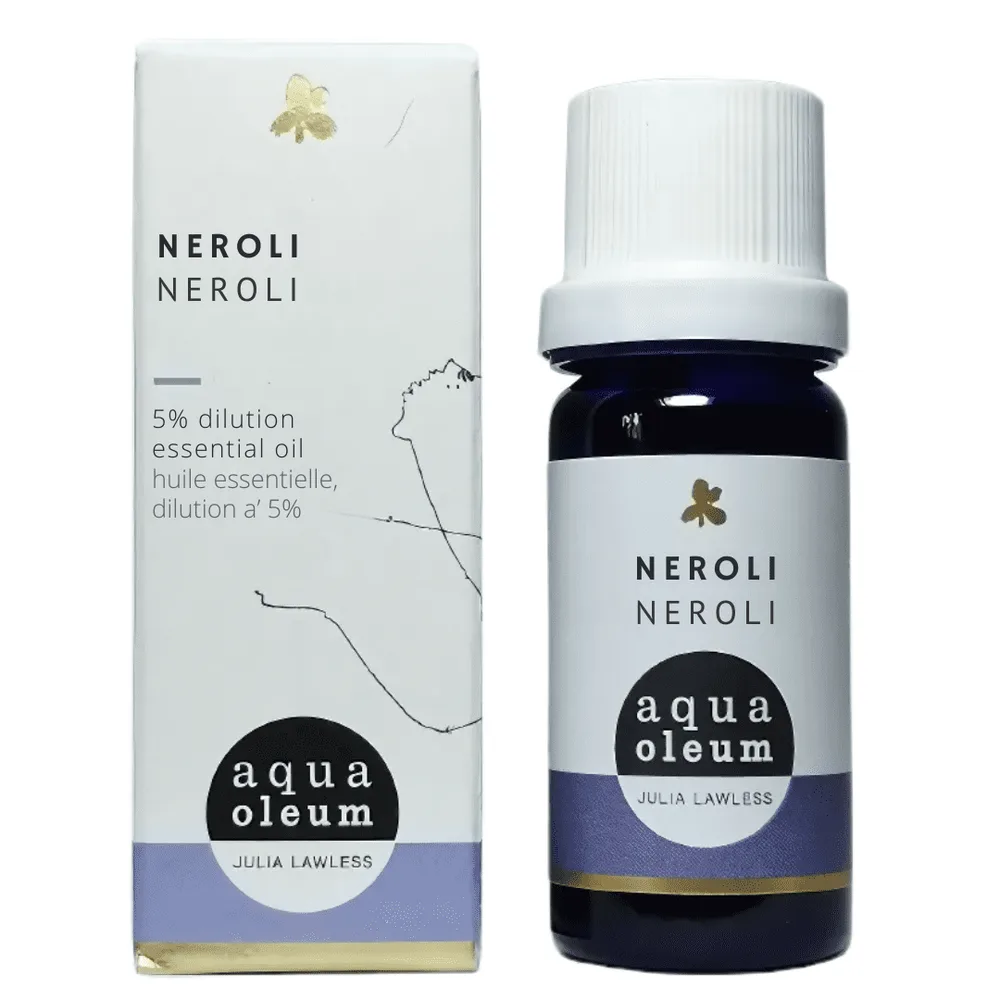 NEROLI
NEROLI
5% dilution
essential oil
huile essentielle,
dilution a' 5%
aqua
oleum
JULIA LAWLESS
NEROLI
NEROLI
aqua
oleum
JULIA LAWLESS